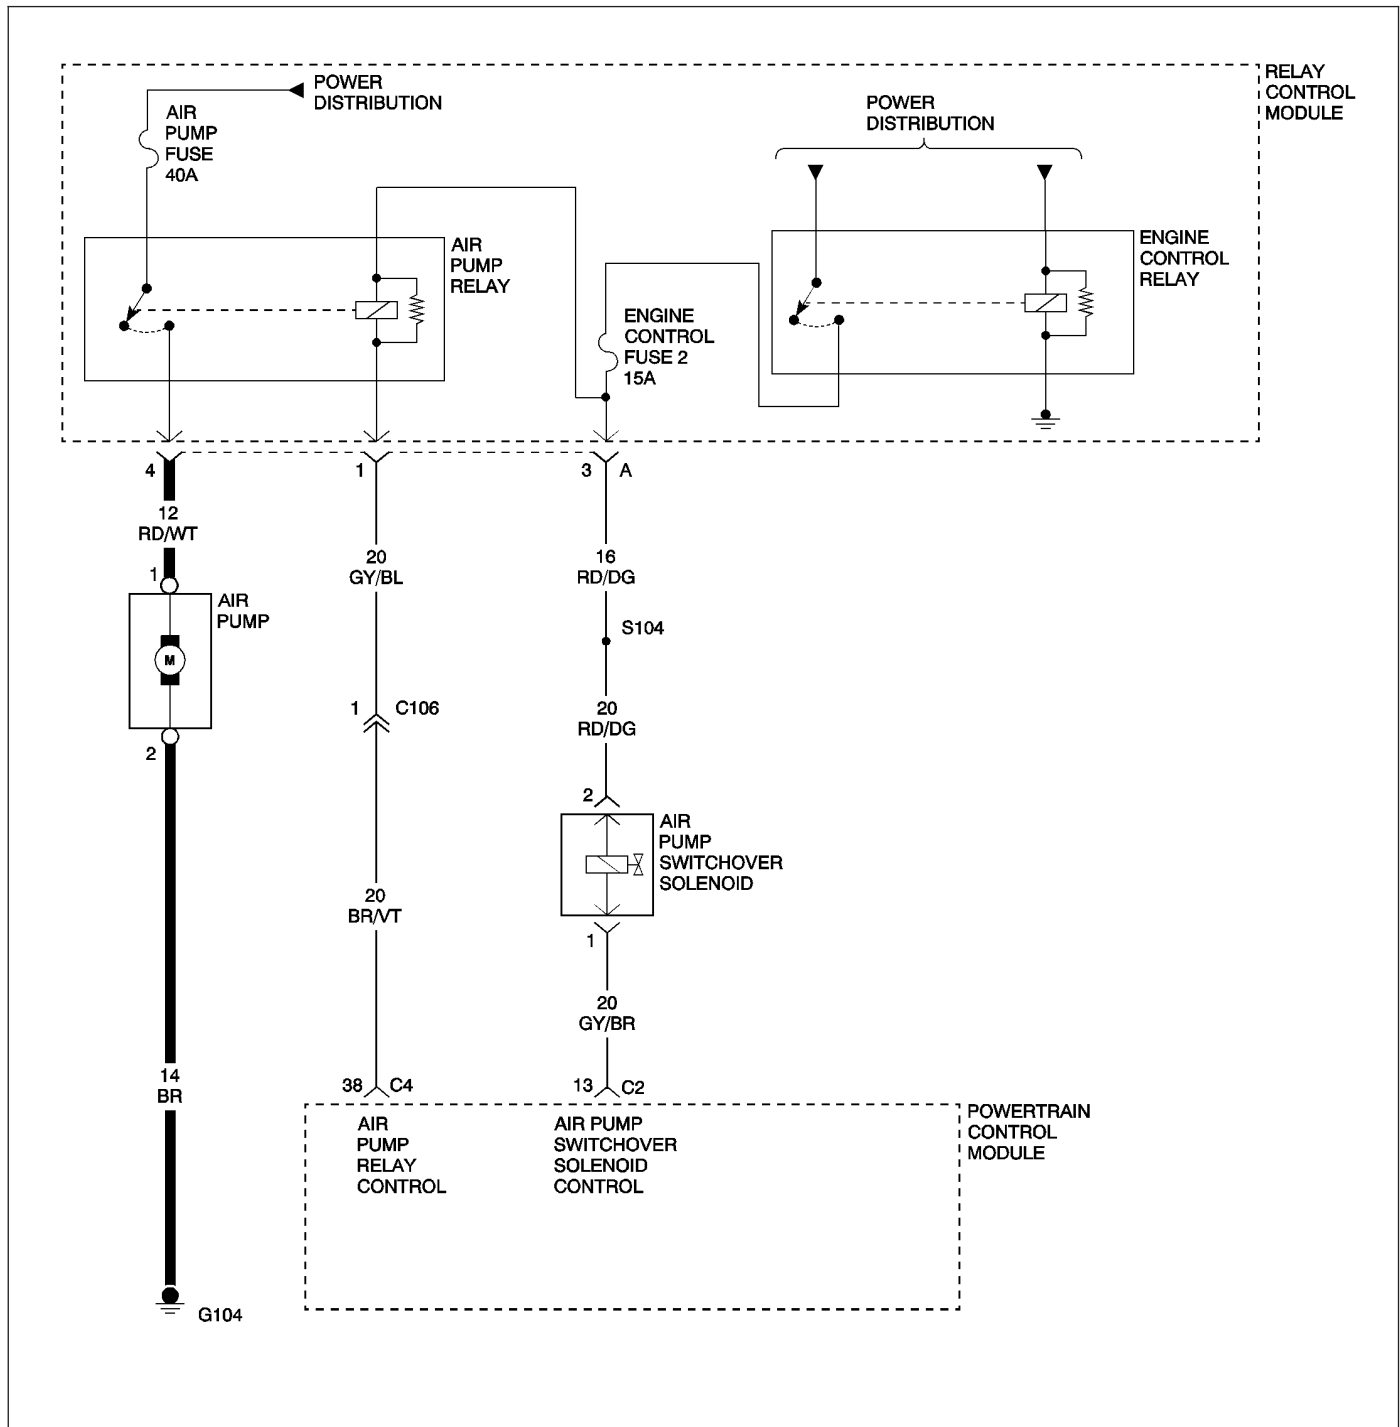 POWER
DISTRIBUTION
AIR
PUMP
FUSE
40A
POWER
DISTRIBUTION
RELAY
CONTROL
MODULE
AIR
PUMP
RELAY
ENGINE
CONTROL
FUSE 2
15A
ENGINE
CONTROL
RELAY
4
1
3
A
12
RD/WT
20
GY/BL
16
RD/DG
1
AIR
PUMP
M
2
S104
1
C106
20
RD/DG
2
AIR
PUMP
SWITCHOVER
SOLENOID
20
BR/VT
1
20
GY/BR
14
BR
38
C4
13
C2
AIR
PUMP
RELAY
CONTROL
AIR PUMP
SWITCHOVER
SOLENOID
CONTROL
POWERTRAIN
CONTROL
MODULE
G104